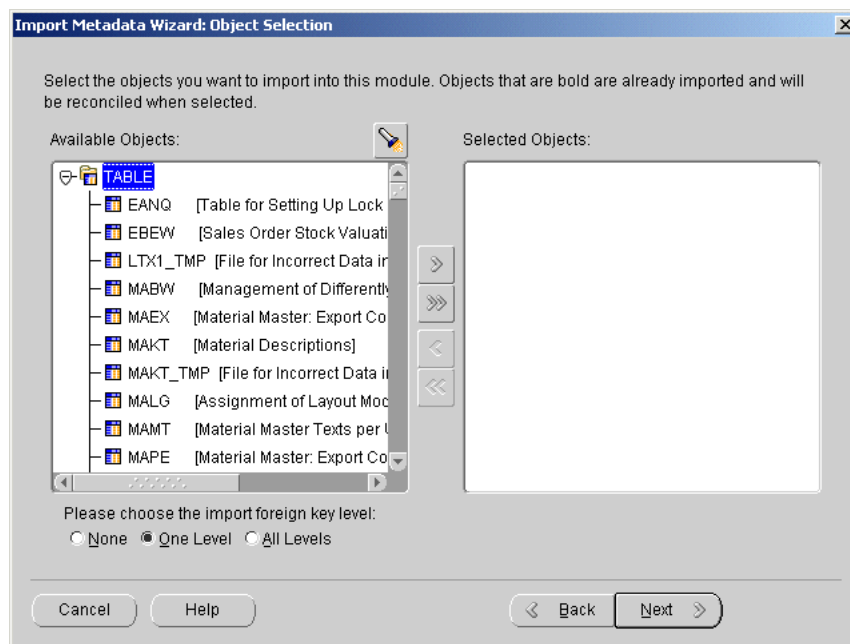 Import Metadata Wizard: Object Selection
Select the objects you want to import into this module. Objects that are bold are already imported and will
be reconciled when selected.
Available Objects:
Selected Objects:
TABLE
EANQ [Table for Setting Up Lock
EBEW [Sales Order Stock Valuati
LTX1_TMP [File for Incorrect Data in
MABW [Management of Differently
MAEX [Material Master: Export Co
MAKT [Material Descriptions]
MAKT_TMP [File for Incorrect Data in
MALG [Assignment of Layout Moc
MAMT [Material Master Texts per U
MAPE [Material Master: Export Co
Please choose the import foreign key level:
None One Level All Levels
Cancel Help Back Next